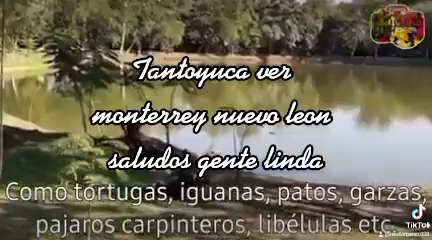 Tantoyuca ver
monterrey nuevo leon
saludos gente linda
Como tortugas, iguanas, patos, garzas,
pajaros carpinteros, libélulas etc.
TikTok